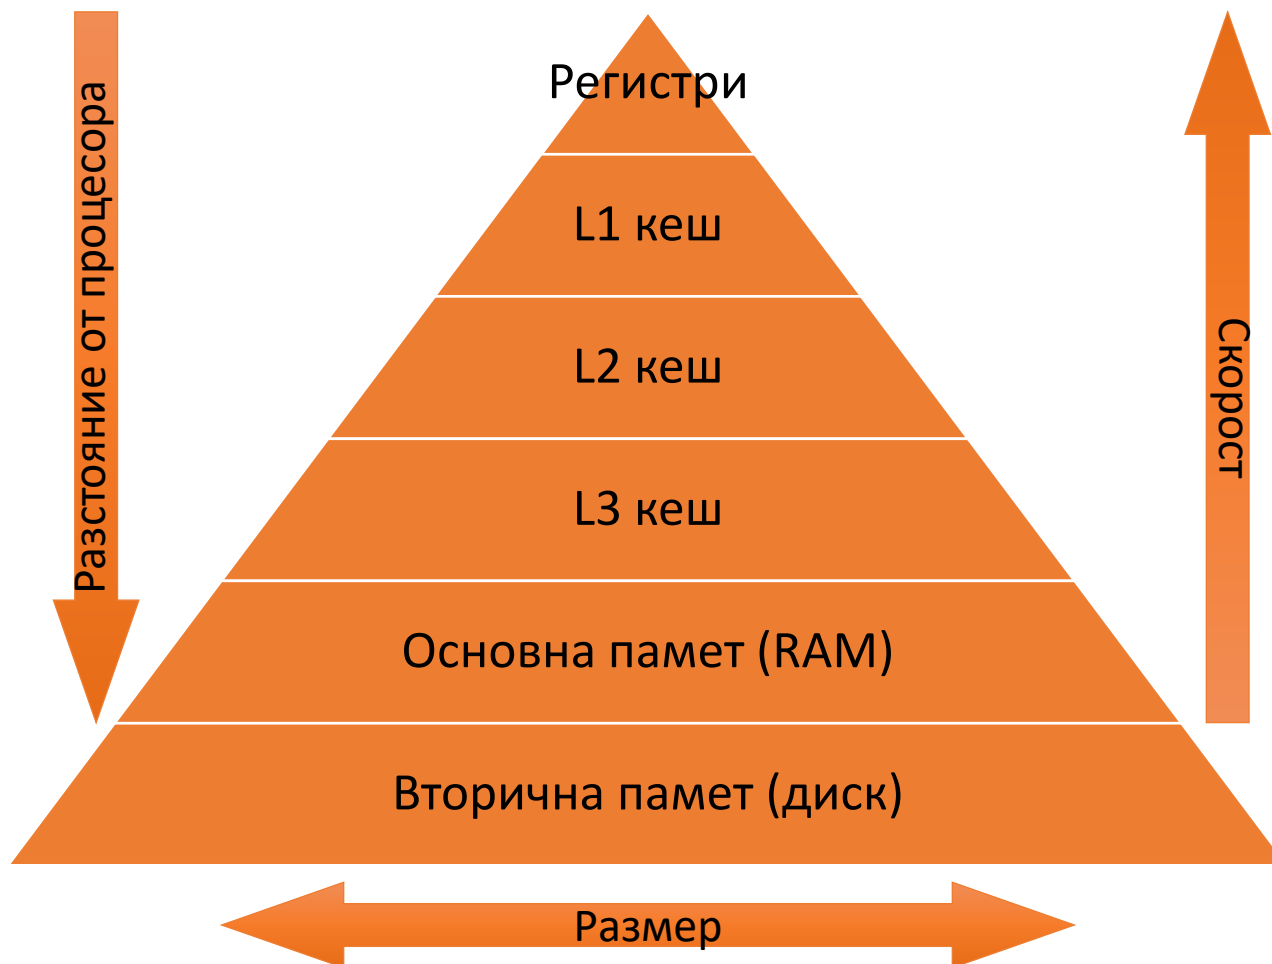 Регистри
L1 кеш
L2 кеш
L3 кеш
Основна памет (RAM)
Вторична памет (диск)
Разстояние от процесора
Скорост
Размер